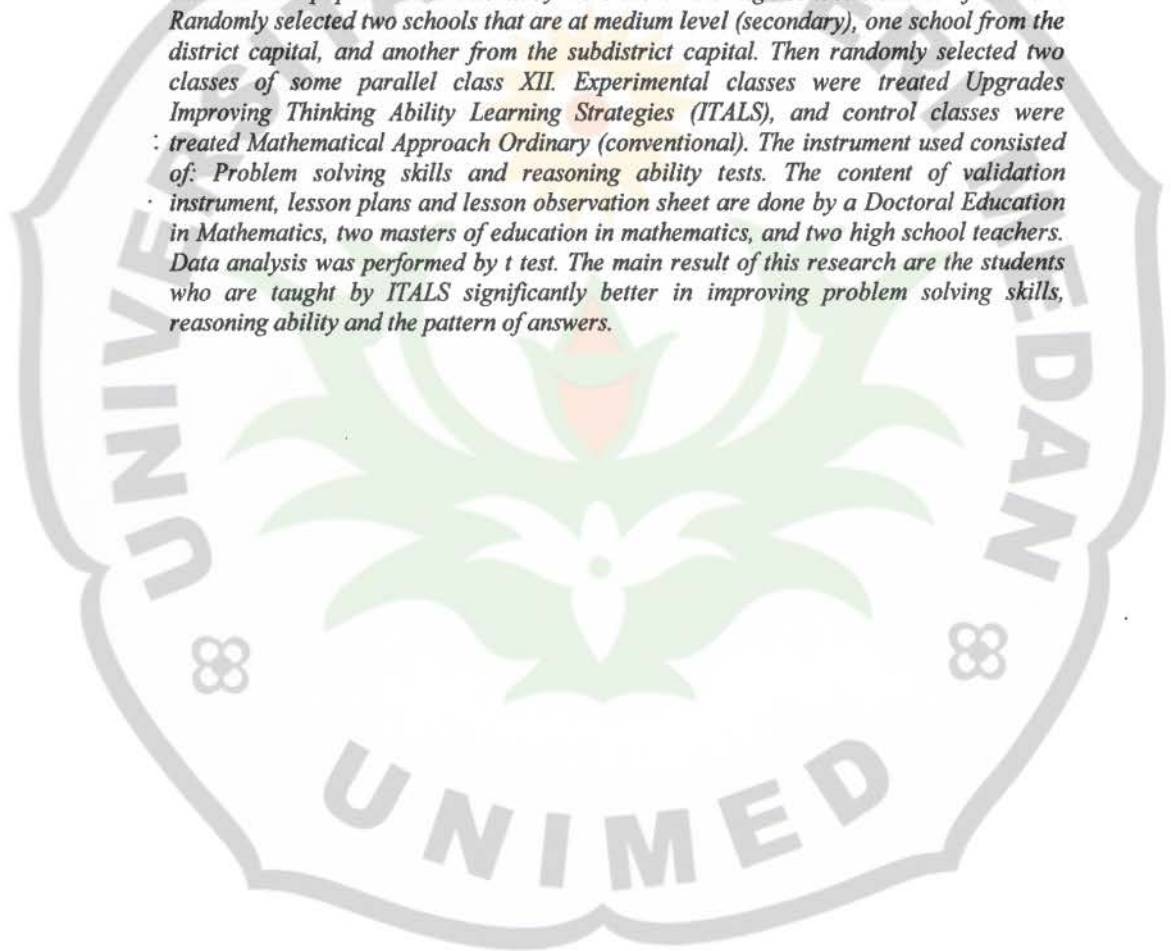 Randomly selected two schools that are at medium level (secondary), one school from the
district capital, and another from the subdistrict capital. Then randomly selected two
classes of some parallel class XII. Experimental classes were treated Upgrades
Improving Thinking Ability Learning Strategies (ITALS), and control classes were
treated Mathematical Approach Ordinary (conventional). The instrument used consisted
of: Problem solving skills and reasoning ability tests. The content of validation
instrument, lesson plans and lesson observation sheet are done by a Doctoral Education
in Mathematics, two masters of education in mathematics, and two high school teachers.
Data analysis was performed by t test. The main result of this research are the students
who are taught by ITALS significantly better in improving problem solving skills,
reasoning ability and the pattern of answers.
UNIMED